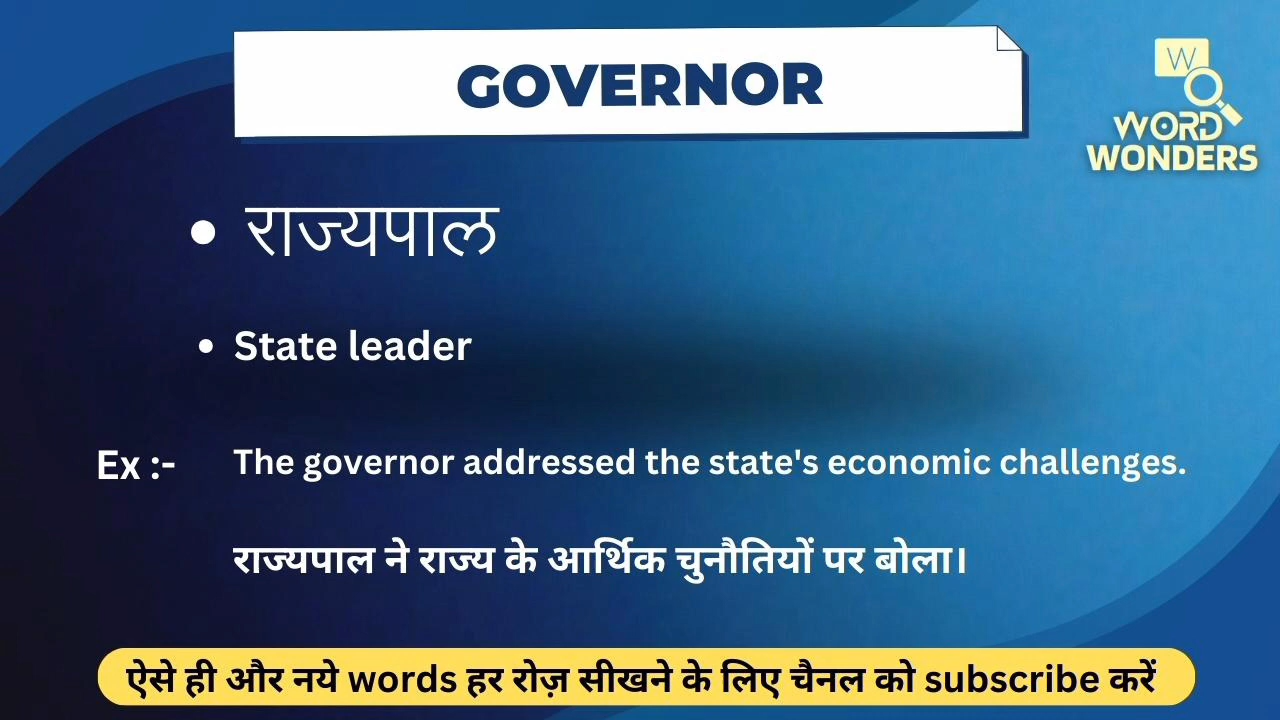 GOVERNOR
W
WORD
WONDERS
• राज्यपाल
• State leader
Ex :- The governor addressed the state's economic challenges.
राज्यपाल ने राज्य के आर्थिक चुनौतियों पर बोला।
ऐसे ही और नये words हर रोज़ सीखने के लिए चैनल को subscribe करें